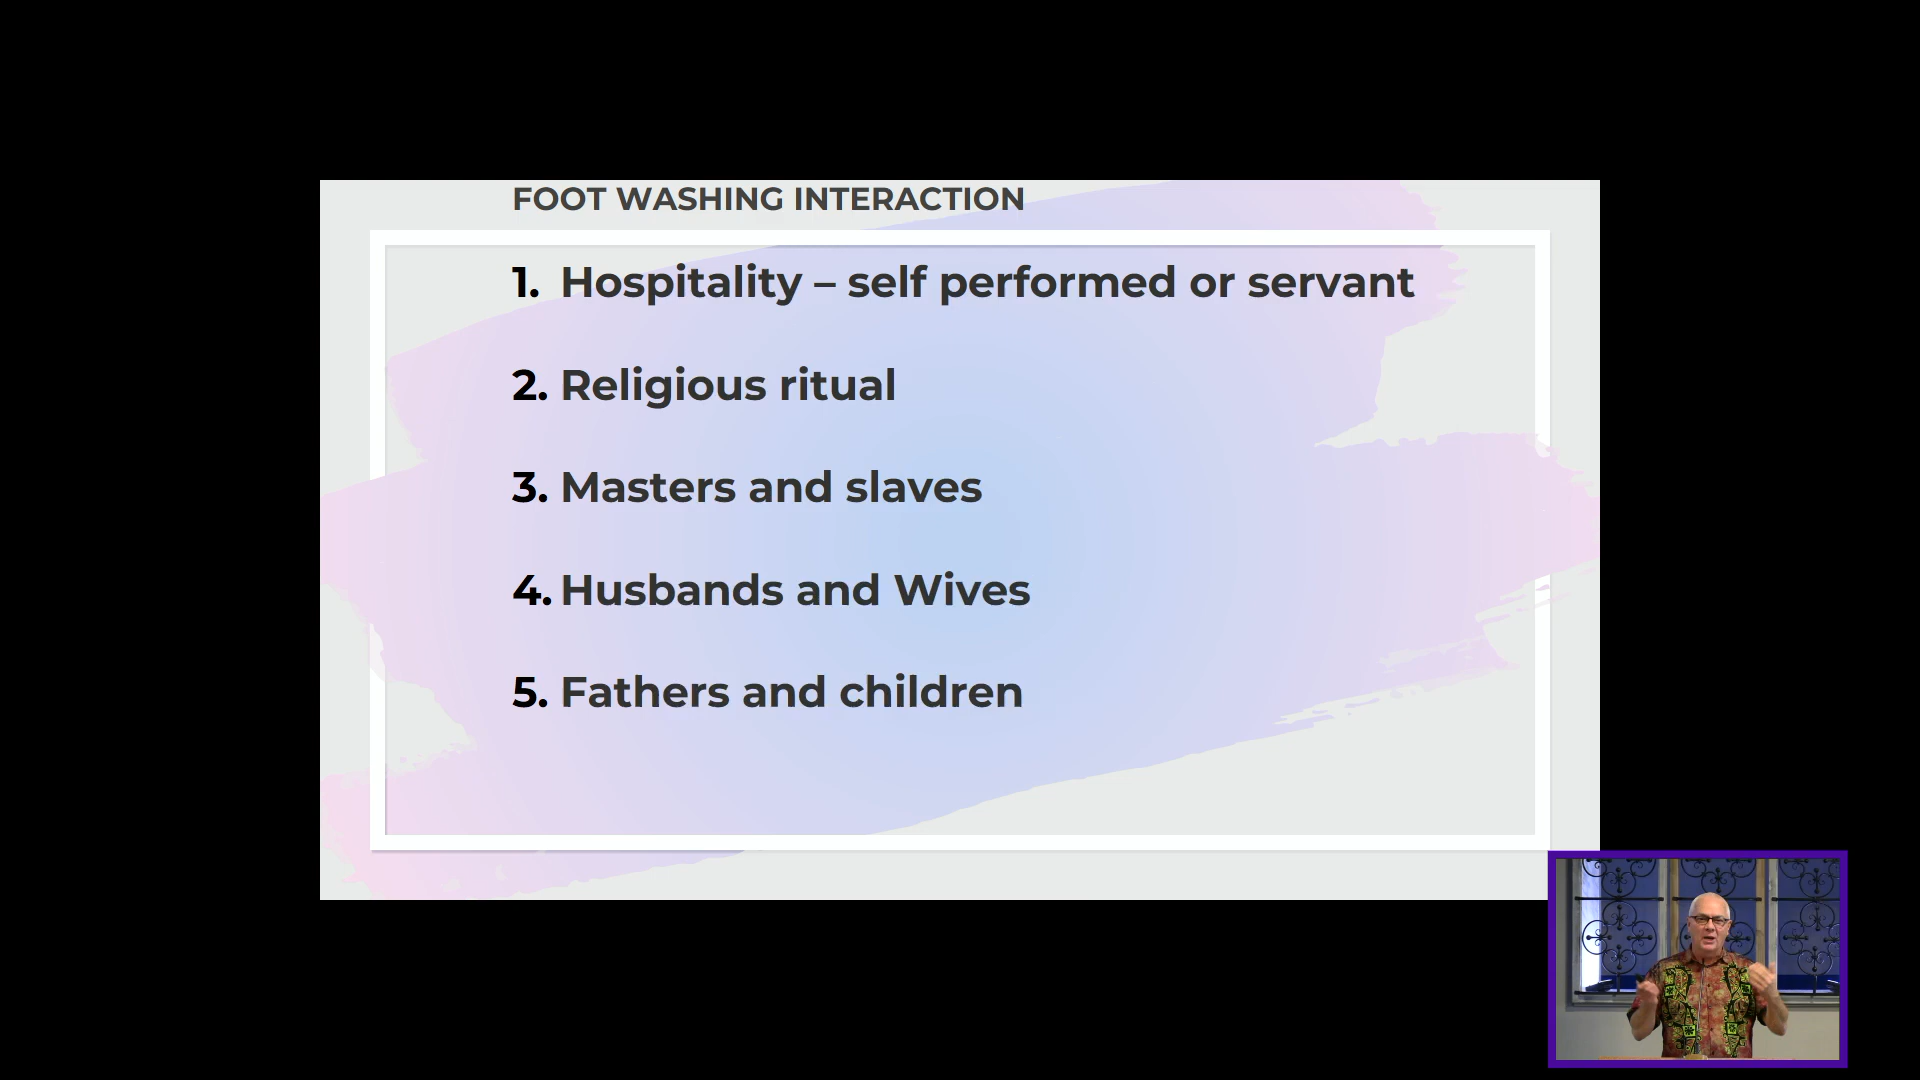 FOOT WASHING INTERACTION
1. Hospitality – self performed or servant
2. Religious ritual
3. Masters and slaves
4. Husbands and Wives
5. Fathers and children